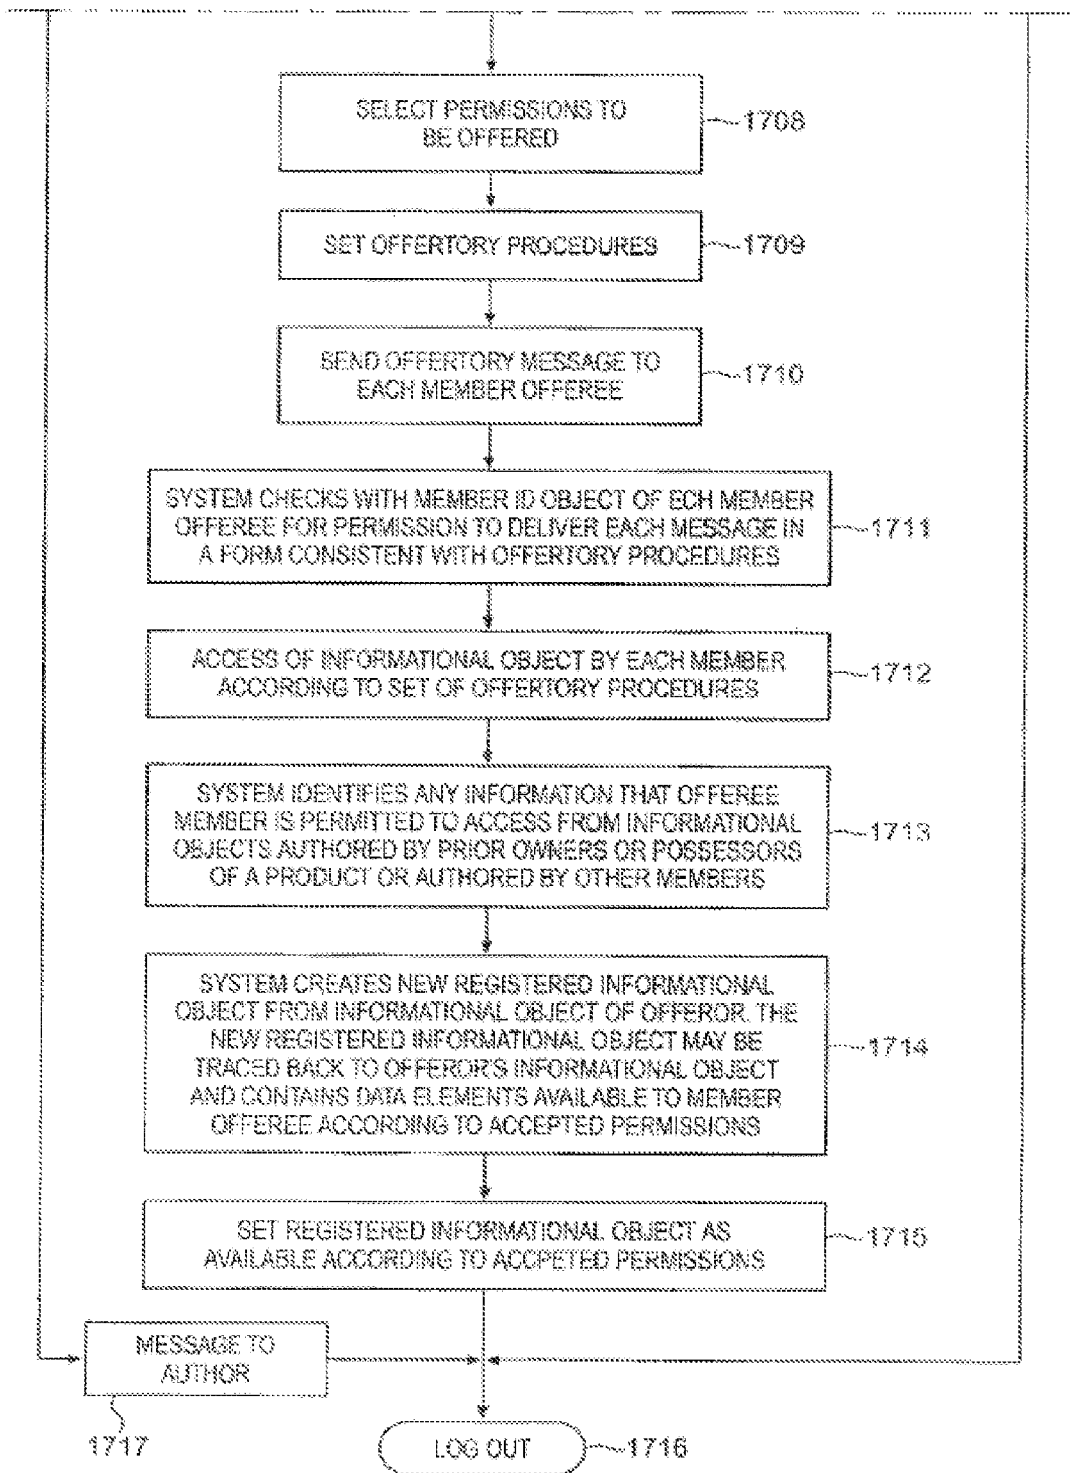 SELECT PERMISSIONS TO
BE OFFERED
1708
SET OFFERTORY PROCEDURES
1709
SEND OFFERTORY MESSAGE TO
EACH MEMBER OFFEREE
1710
SYSTEM CHECKS WITH MEMBER ID OBJECT OF ECH MEMBER
OFFEREE FOR PERMISSION TO DELIVER EACH MESSAGE IN
A FORM CONSISTENT WITH OFFERTORY PROCEDURES
1711
ACCESS OF INFORMATIONAL OBJECT BY EACH MEMBER
ACCORDING TO SET OF OFFERTORY PROCEDURES
1712
SYSTEM IDENTIFIES ANY INFORMATION THAT OFFEREE
MEMBER IS PERMITTED TO ACCESS FROM INFORMATIONAL
OBJECTS AUTHORED BY PRIOR OWNERS OR POSSESSORS
OF A PRODUCT OR AUTHORED BY OTHER MEMBERS
1713
SYSTEM CREATES NEW REGISTERED INFORMATIONAL
OBJECT FROM INFORMATIONAL OBJECT OF OFFEROR. THE
NEW REGISTERED INFORMATIONAL OBJECT MAY BE
TRACED BACK TO OFFEROR'S INFORMATIONAL OBJECT
AND CONTAINS DATA ELEMENTS AVAILABLE TO MEMBER
OFFEREE ACCORDING TO ACCEPTED PERMISSIONS
1714
SET REGISTERED INFORMATIONAL OBJECT AS
AVAILABLE ACCORDING TO ACCPETED PERMISSIONS
1715
MESSAGE TO
AUTHOR
1717
LOG OUT
1716